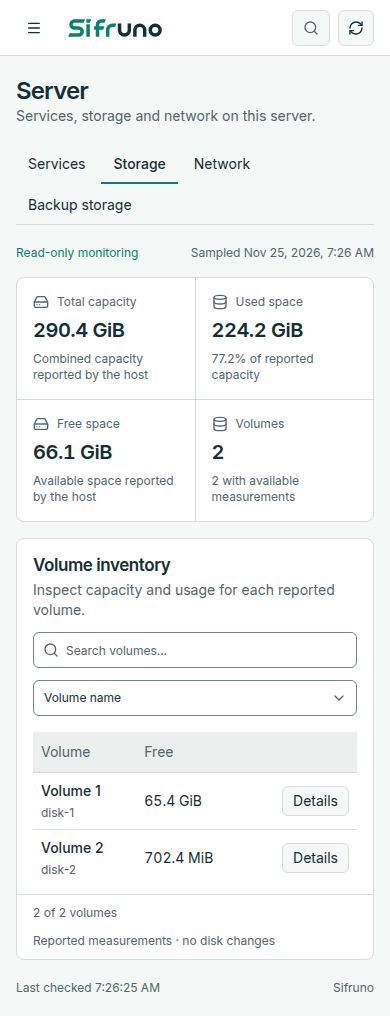 Sifruno
Server
Services, storage and network on this server.
Services Storage Network
Backup storage
Read-only monitoring Sampled Nov 25, 2026, 7:26 AM
Total capacity
290.4 GiB
Combined capacity
reported by the host
Used space
224.2 GiB
77.2% of reported
capacity
Free space
66.1 GiB
Available space reported
by the host
Volumes
2
2 with available
measurements
Volume inventory
Inspect capacity and usage for each reported
volume.
Search volumes...
Volume name
Volume Free
Volume 1
disk-1
65.4 GiB
Details
Volume 2
disk-2
702.4 MiB
Details
2 of 2 volumes
Reported measurements · no disk changes
Last checked 7:26:25 AM Sifruno